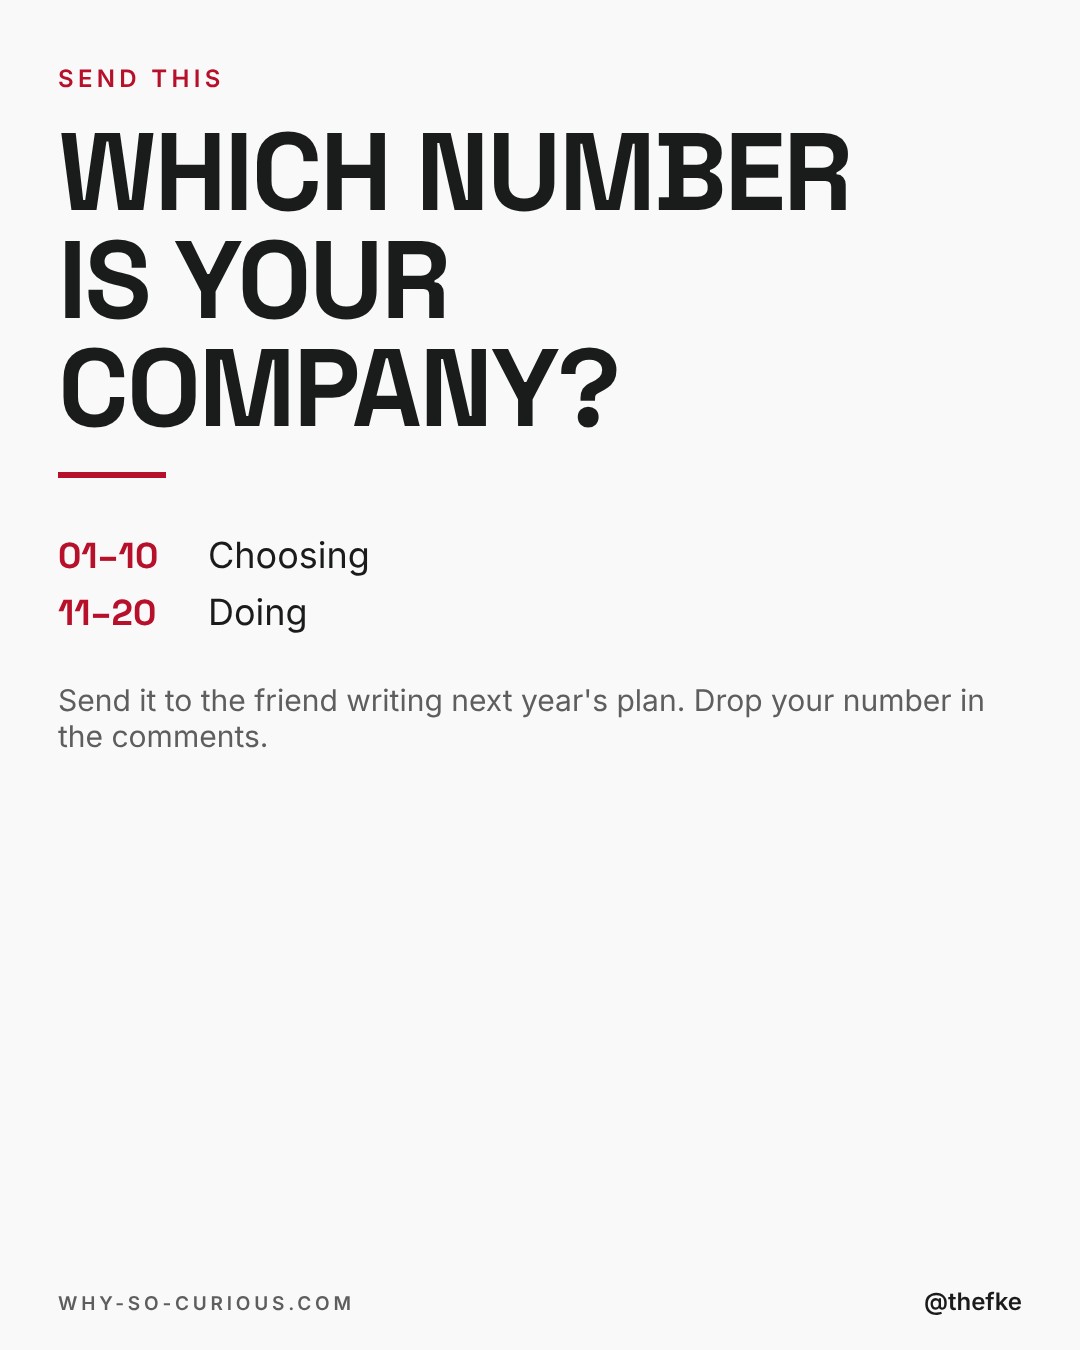 SEND THIS
WHICH NUMBER
IS YOUR
COMPANY?
01–10 Choosing
11–20 Doing
Send it to the friend writing next year's plan. Drop your number in
the comments.
WHY-SO-CURIOUS.COM @thefke